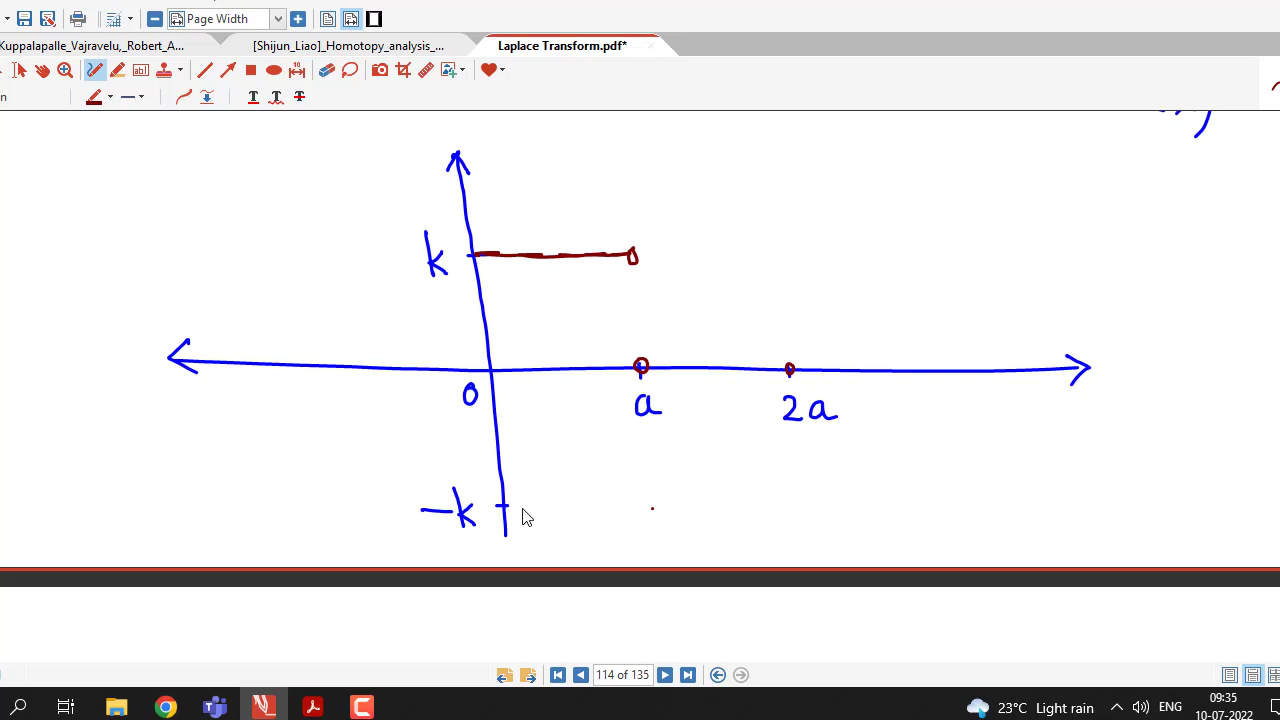 Page Width
Kuppalapalle_Vajravelu,_Robert_A...
[Shijun_Liao]_Homotopy_analysis_...
Laplace Transform.pdf*
T T T
k
0
a
2a
-k
114 of 135
23°C Light rain
ENG
09:35
10-07-2022